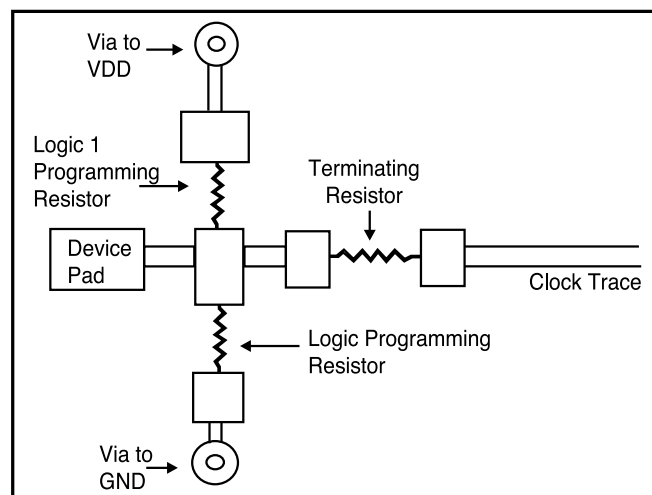 Via to
VDD
Logic 1
Programming
Resistor
Terminating
Resistor
Device
Pad
Clock Trace
Logic Programming
Resistor
Via to
GND